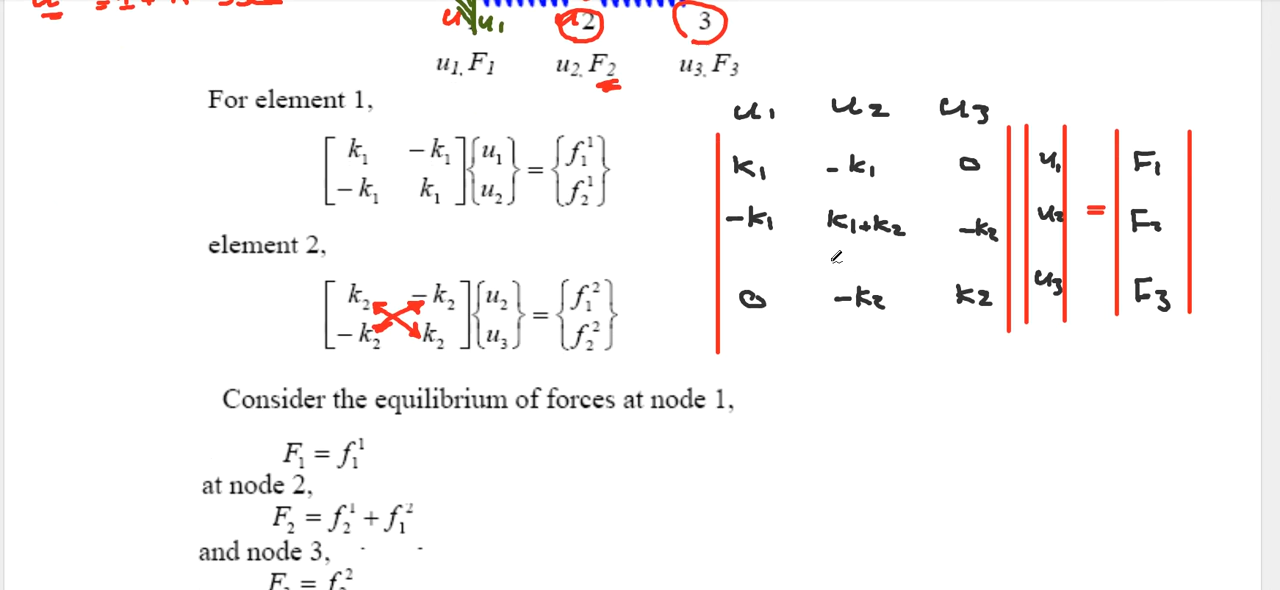 u₁
2
3
u₁, F₁ u₂, F₂ u₃, F₃
For element 1,
[ k₁ −k₁ ] { u₁ } = { f₁¹ }
[ −k₁ k₁ ] { u₂ } = { f₂¹ }
element 2,
[ k₂ −k₂ ] { u₂ } = { f₁² }
[ −k₂ k₂ ] { u₃ } = { f₂² }
u₁ u₂ u₃
k₁ −k₁ 0 u₁ F₁
−k₁ k₁+k₂ −k₂ u₂ = F₂
0 −k₂ k₂ u₃ F₃
Consider the equilibrium of forces at node 1,
F₁ = f₁¹
at node 2,
F₂ = f₂¹ + f₁²
and node 3,
= f₂²